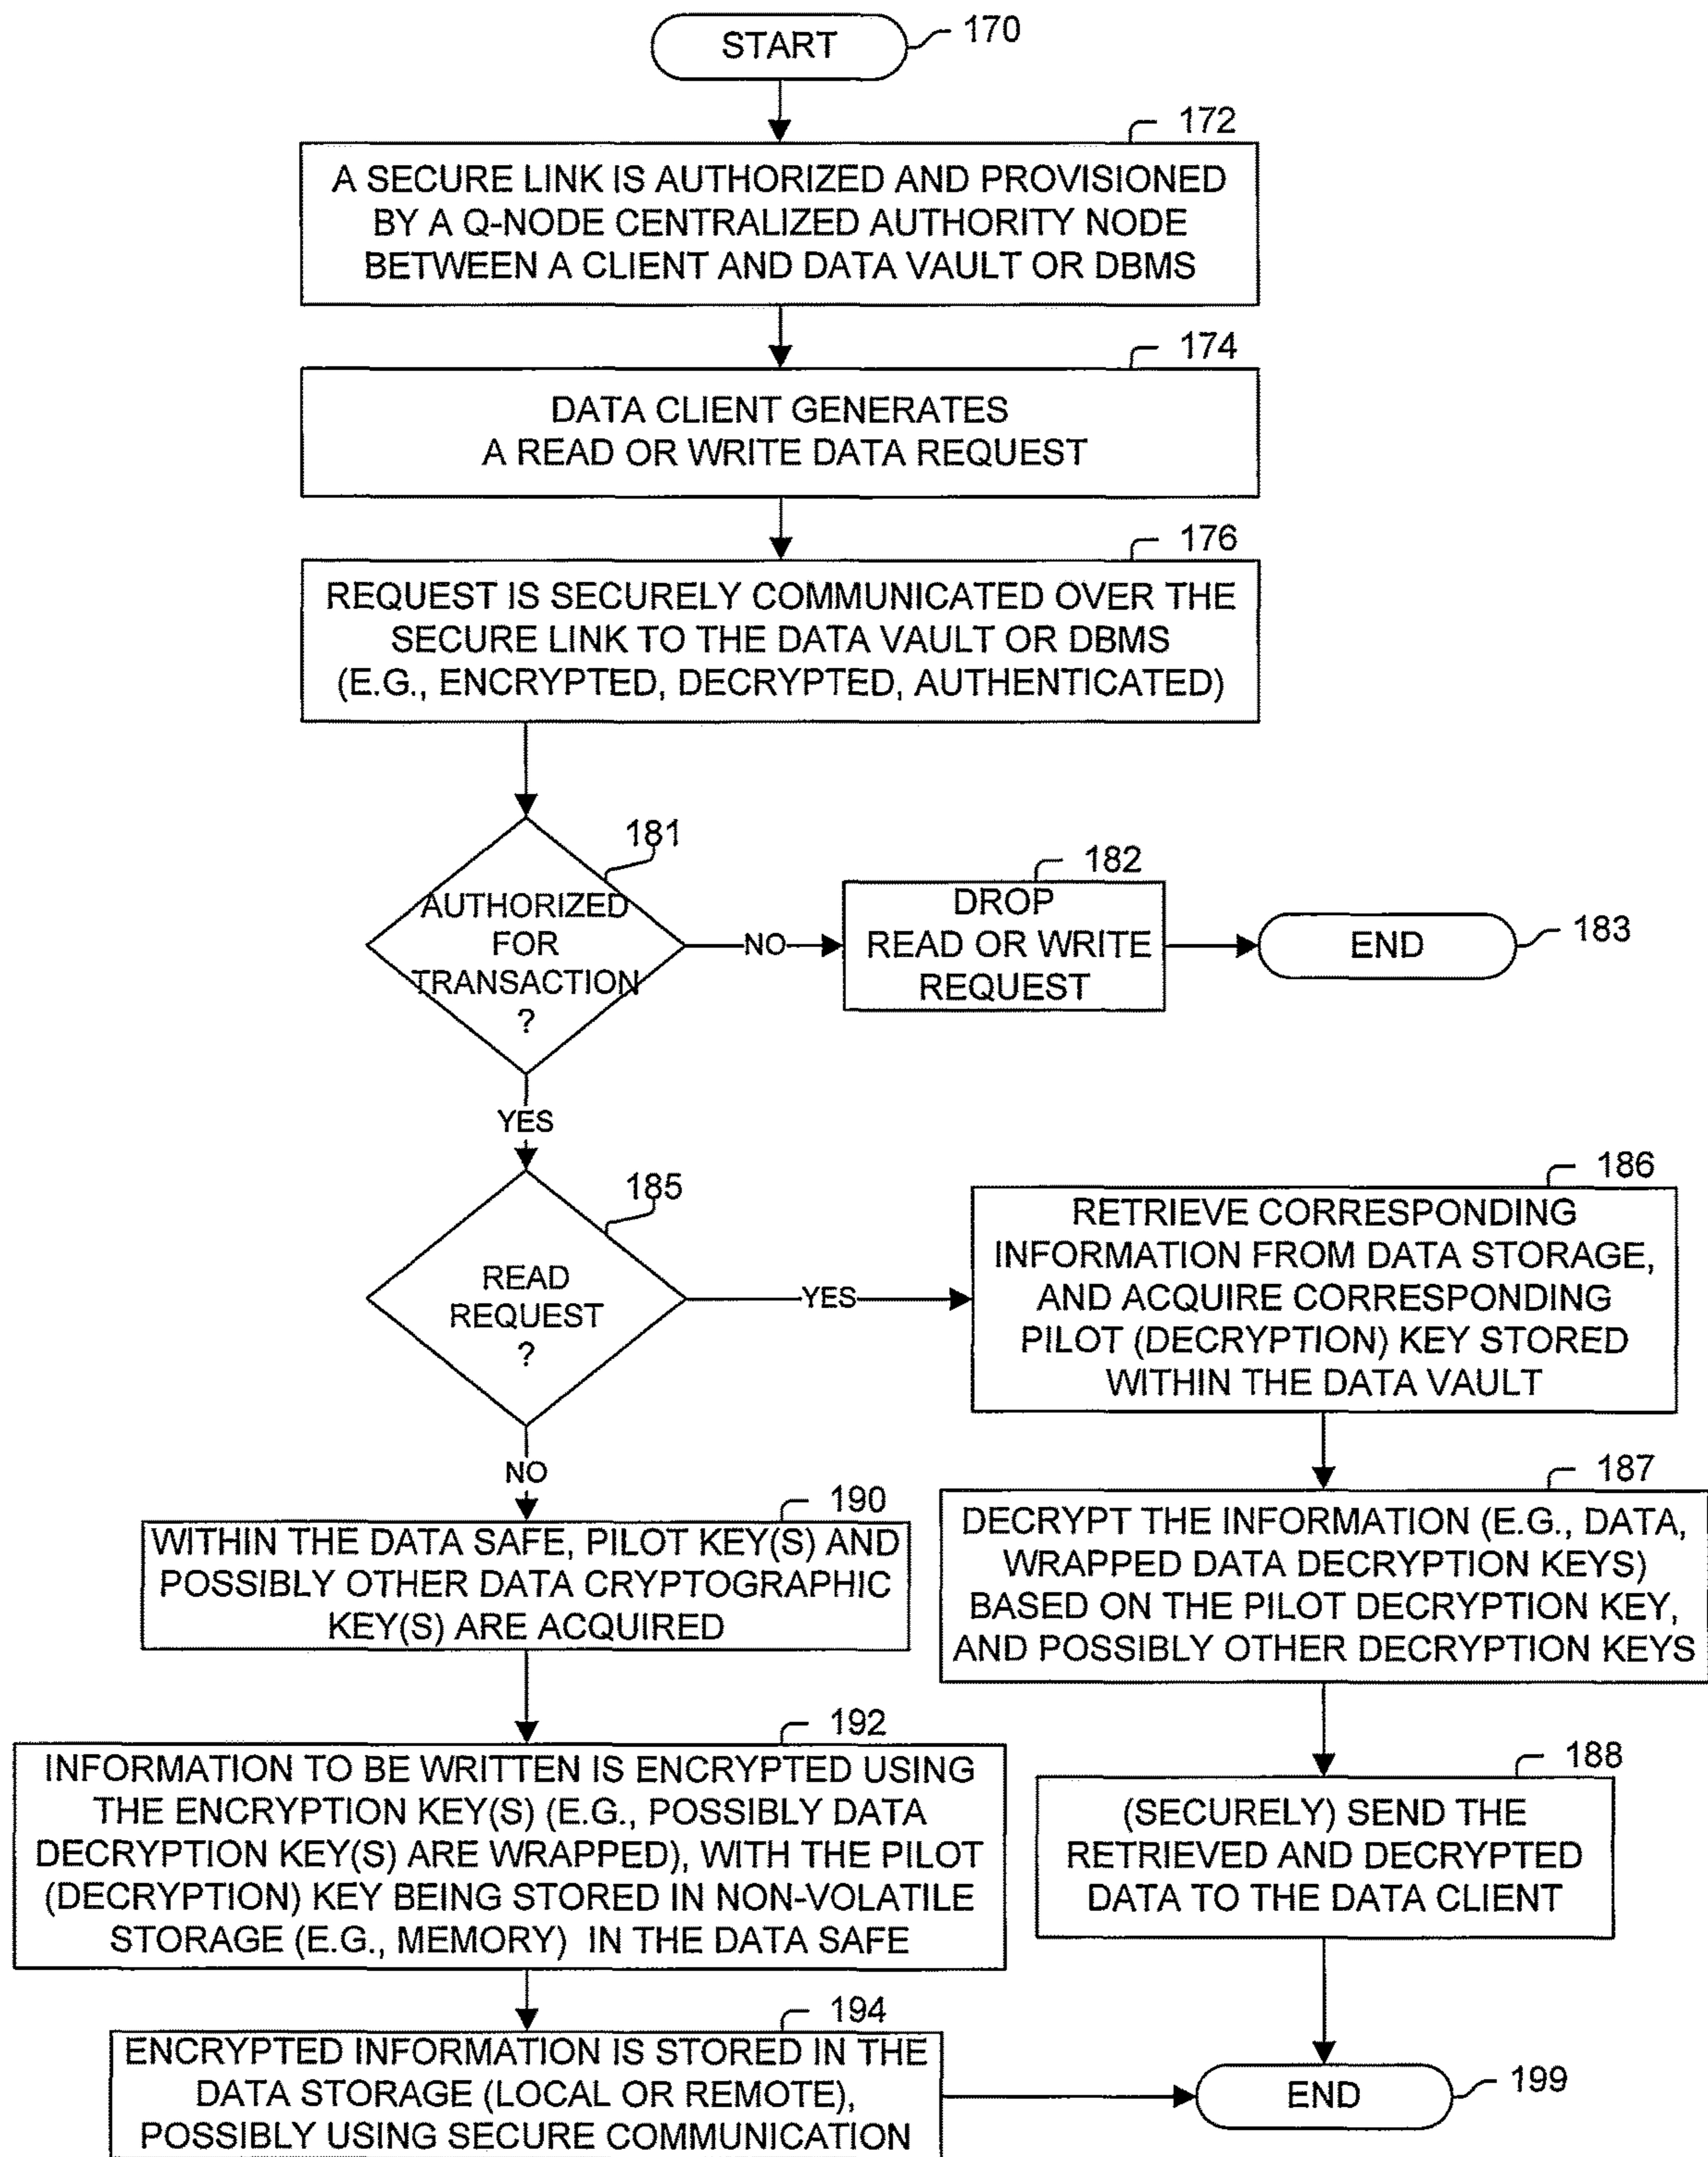 START
170
172
A SECURE LINK IS AUTHORIZED AND PROVISIONED
BY A Q-NODE CENTRALIZED AUTHORITY NODE
BETWEEN A CLIENT AND DATA VAULT OR DBMS
174
DATA CLIENT GENERATES
A READ OR WRITE DATA REQUEST
176
REQUEST IS SECURELY COMMUNICATED OVER THE
SECURE LINK TO THE DATA VAULT OR DBMS
(E.G., ENCRYPTED, DECRYPTED, AUTHENTICATED)
181
AUTHORIZED
FOR
TRANSACTION
?
NO
182
DROP
READ OR WRITE
REQUEST
END
183
YES
185
READ
REQUEST
?
YES
186
RETRIEVE CORRESPONDING
INFORMATION FROM DATA STORAGE,
AND ACQUIRE CORRESPONDING
PILOT (DECRYPTION) KEY STORED
WITHIN THE DATA VAULT
187
DECRYPT THE INFORMATION (E.G., DATA,
WRAPPED DATA DECRYPTION KEYS)
BASED ON THE PILOT DECRYPTION KEY,
AND POSSIBLY OTHER DECRYPTION KEYS
188
(SECURELY) SEND THE
RETRIEVED AND DECRYPTED
DATA TO THE DATA CLIENT
NO
190
WITHIN THE DATA SAFE, PILOT KEY(S) AND
POSSIBLY OTHER DATA CRYPTOGRAPHIC
KEY(S) ARE ACQUIRED
192
INFORMATION TO BE WRITTEN IS ENCRYPTED USING
THE ENCRYPTION KEY(S) (E.G., POSSIBLY DATA
DECRYPTION KEY(S) ARE WRAPPED), WITH THE PILOT
(DECRYPTION) KEY BEING STORED IN NON-VOLATILE
STORAGE (E.G., MEMORY) IN THE DATA SAFE
194
ENCRYPTED INFORMATION IS STORED IN THE
DATA STORAGE (LOCAL OR REMOTE),
POSSIBLY USING SECURE COMMUNICATION
END
199